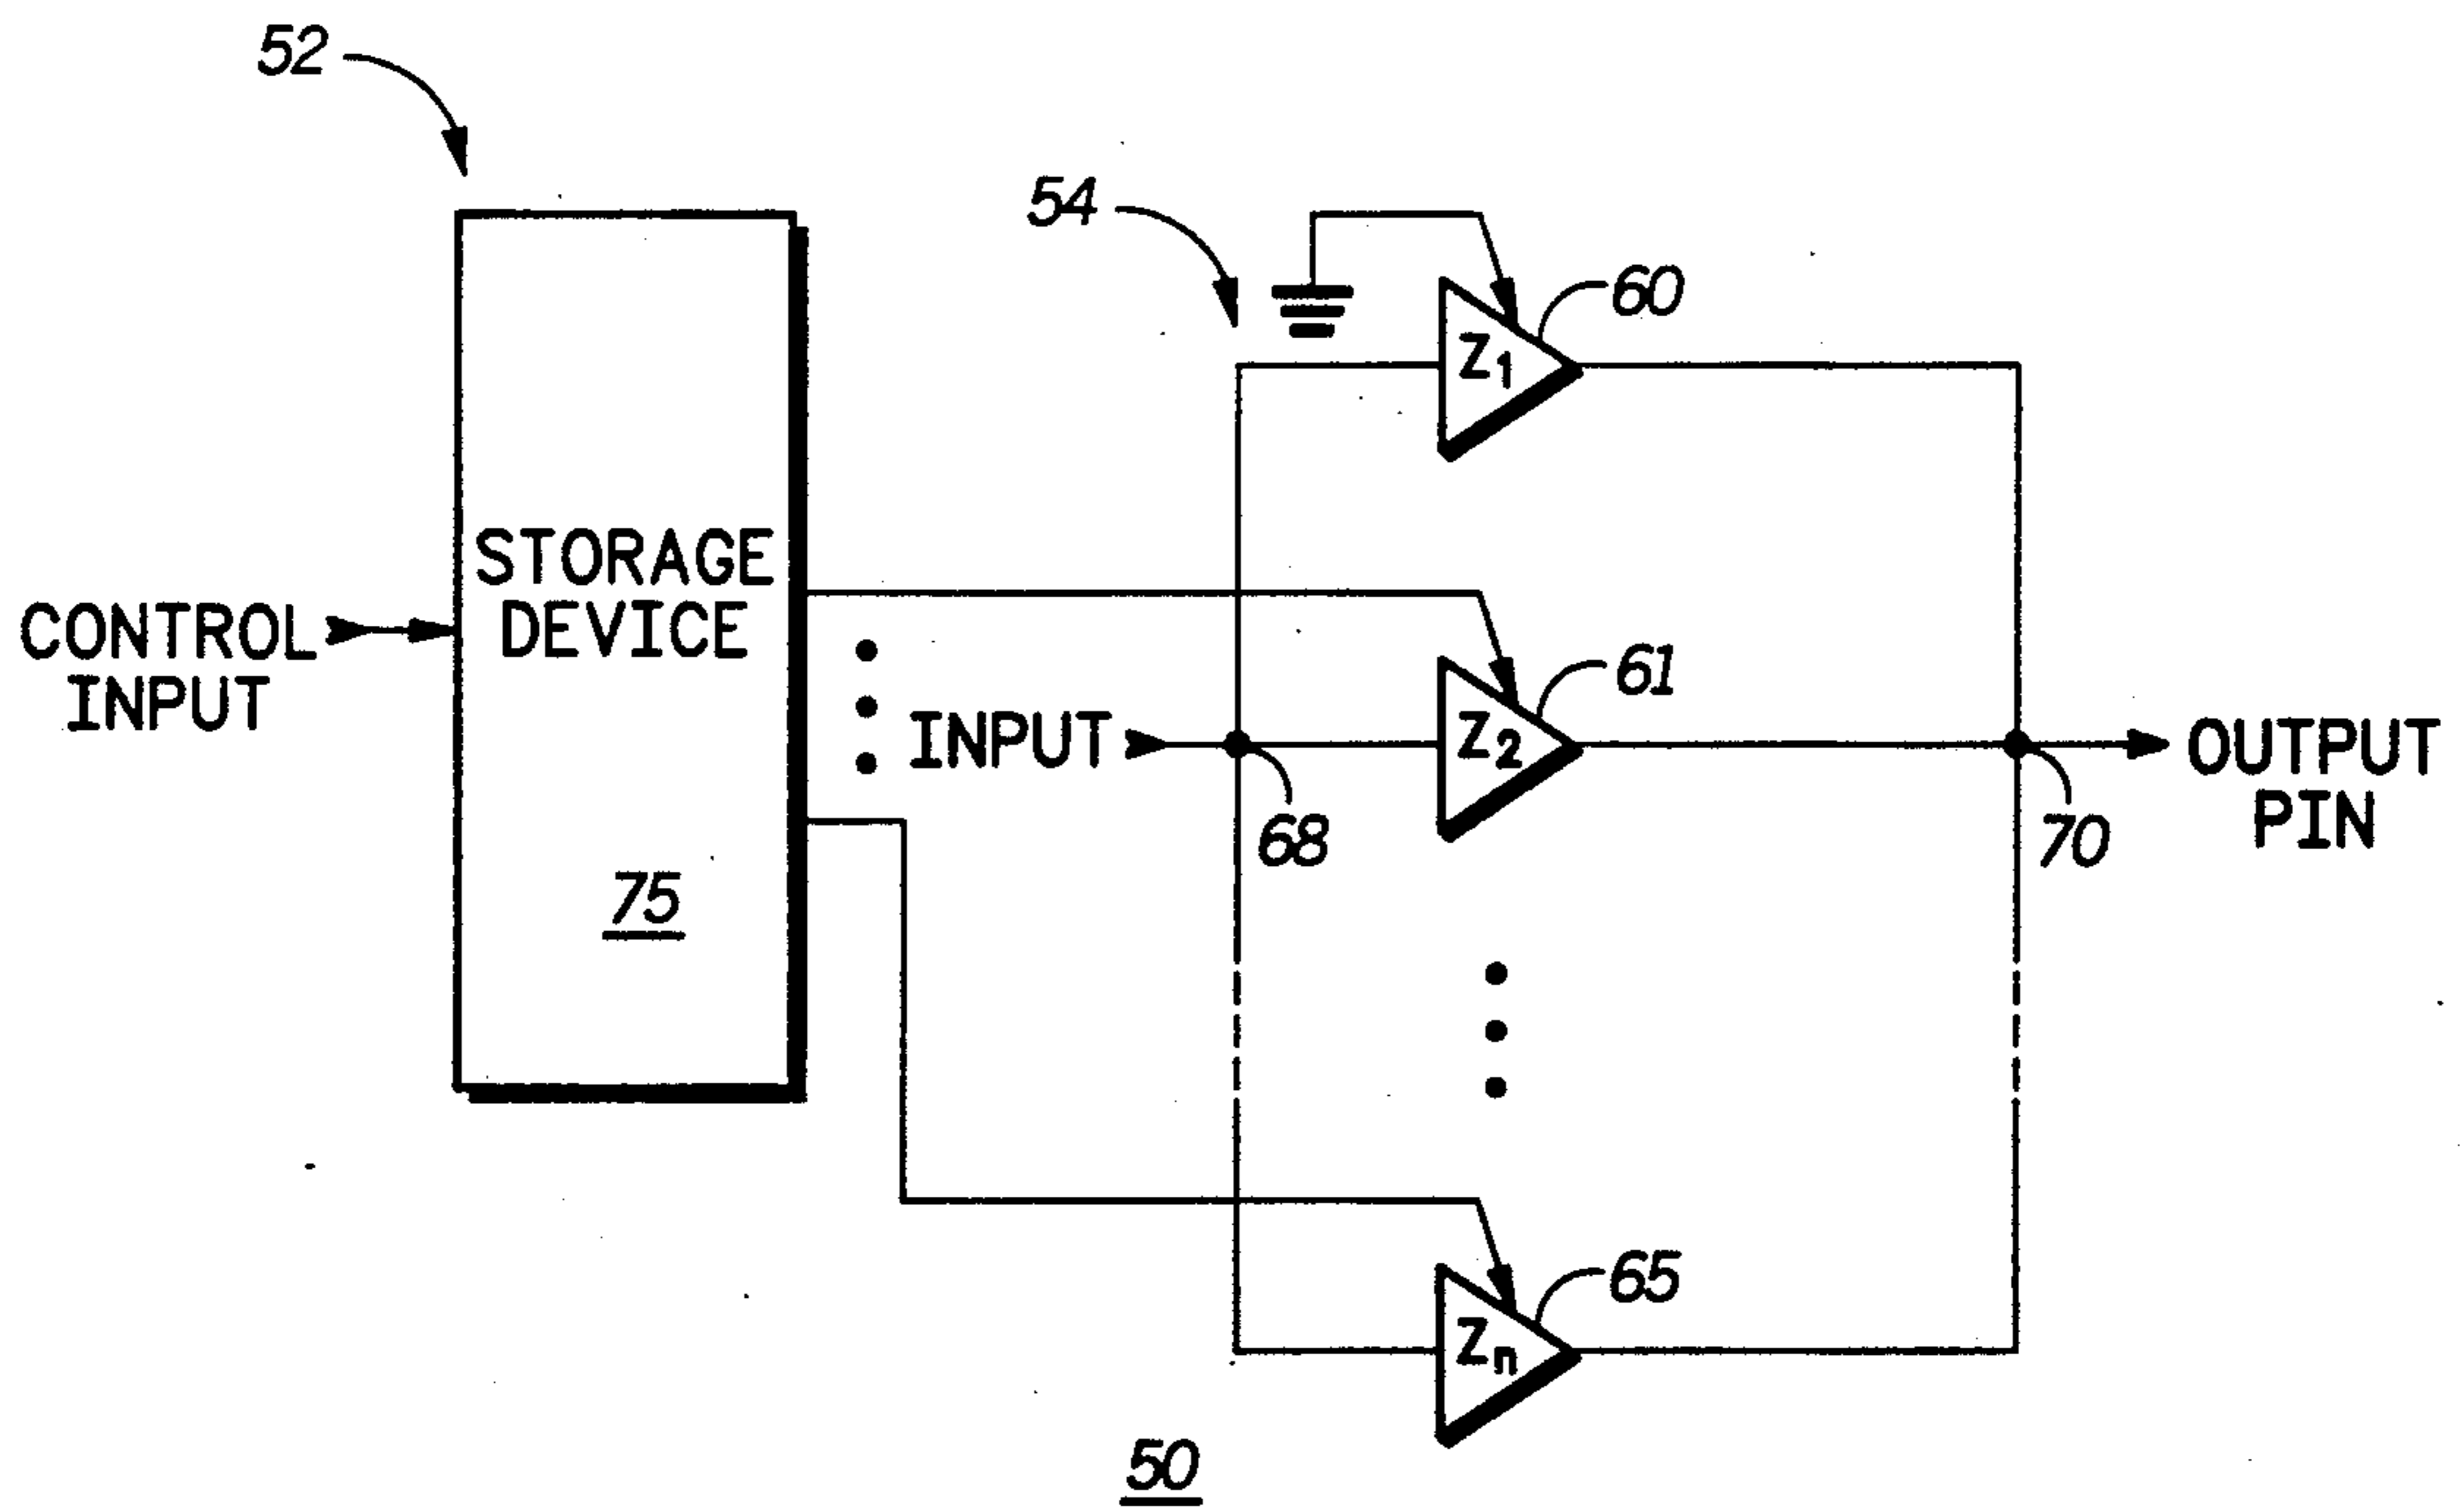 52
54
60
Z1
STORAGE
DEVICE
CONTROL
INPUT
61
INPUT
Z2
OUTPUT
PIN
68
70
75
65
Zn
50